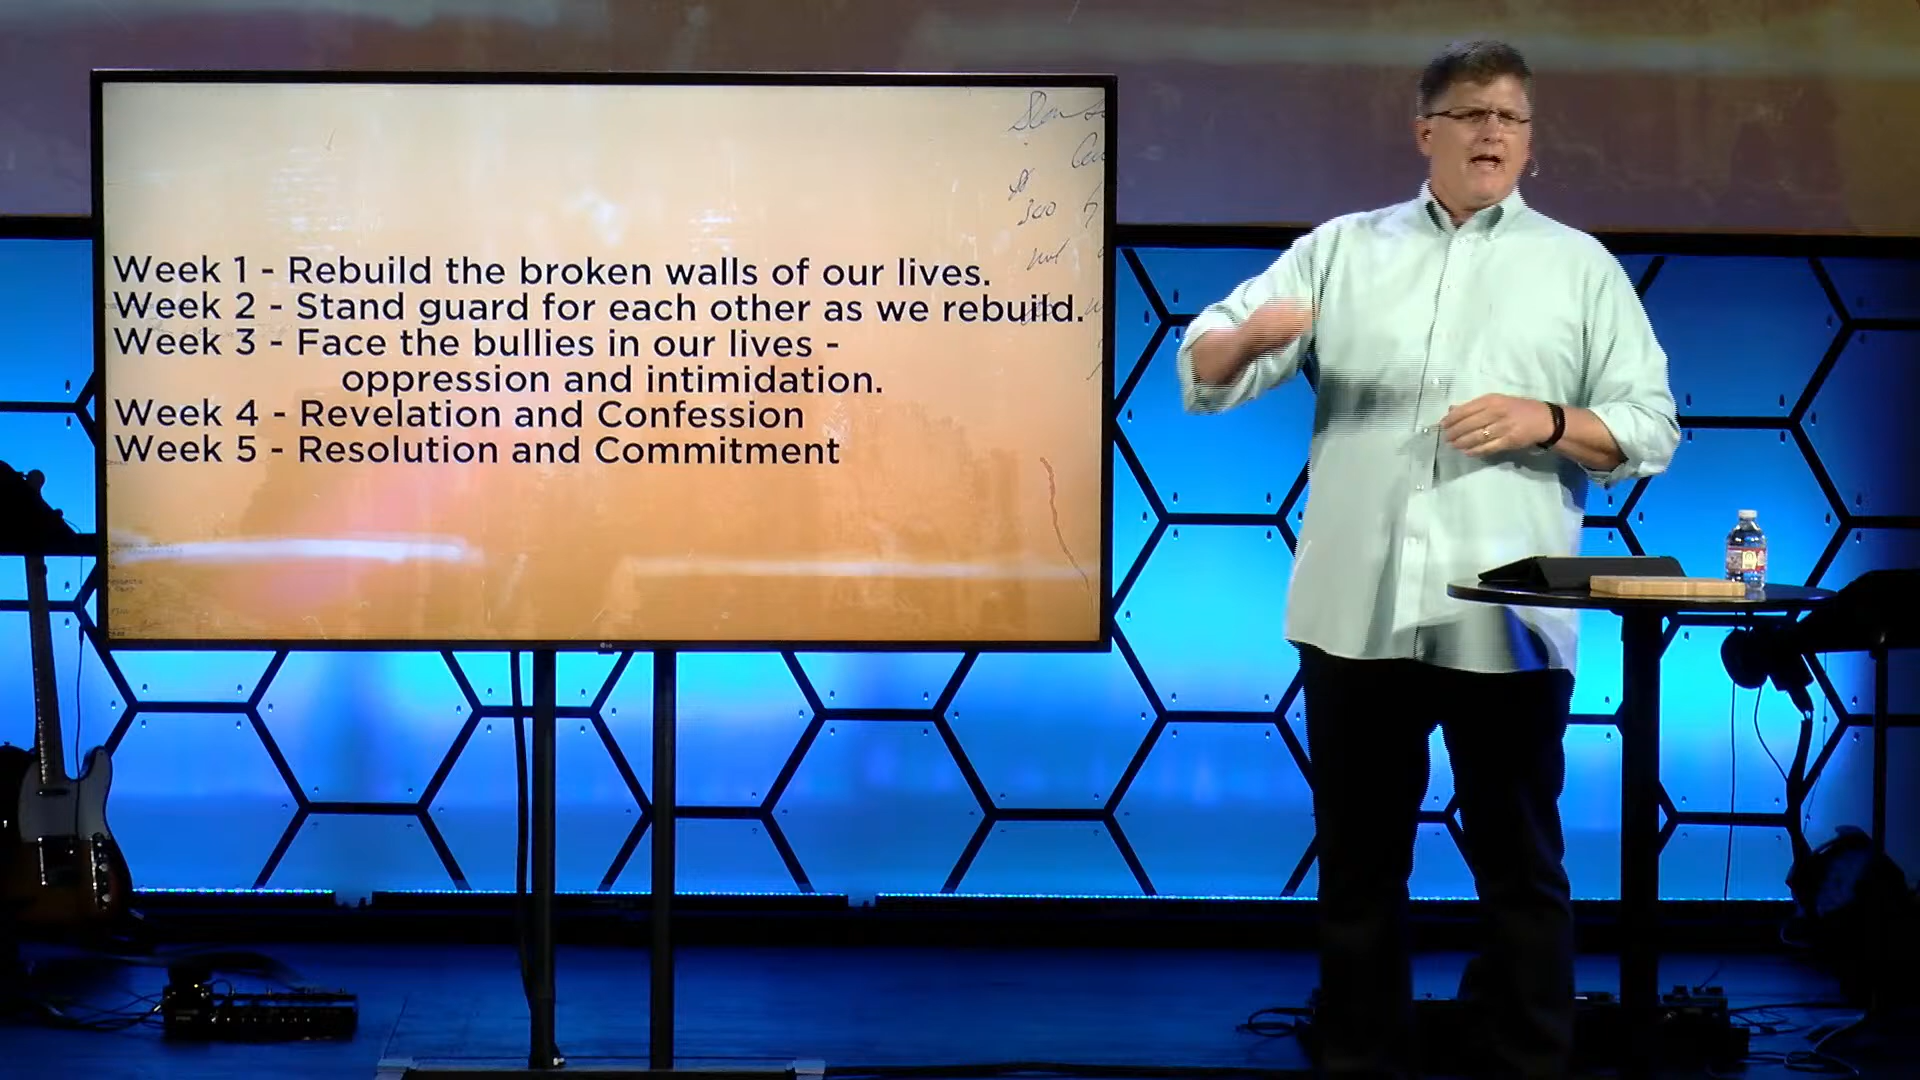 Week 1 - Rebuild the broken walls of our lives.
Week 2 - Stand guard for each other as we rebuild.
Week 3 - Face the bullies in our lives -
oppression and intimidation.
Week 4 - Revelation and Confession
Week 5 - Resolution and Commitment
LG